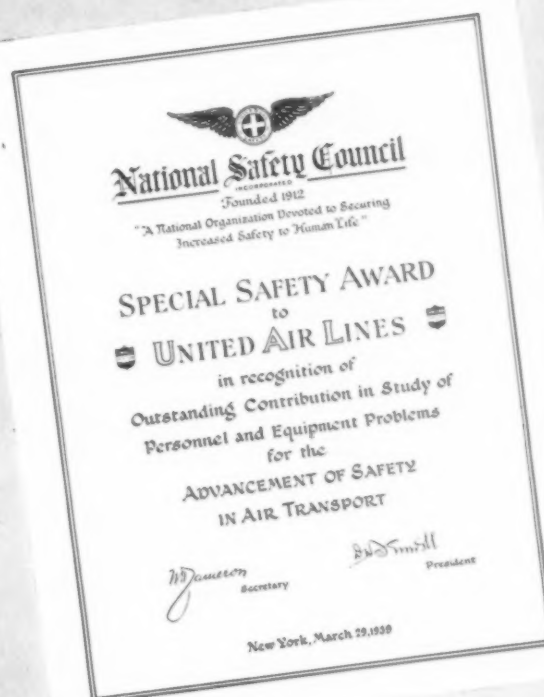 National Safety Council
INCORPORATED
Founded 1912
"A National Organization Devoted to Securing
Increased Safety to Human Life"
SPECIAL SAFETY AWARD
to
UNITED AIR LINES
in recognition of
Outstanding Contribution in Study of
Personnel and Equipment Problems
for the
ADVANCEMENT OF SAFETY
IN AIR TRANSPORT
Secretary
President
New York, March 29, 1939